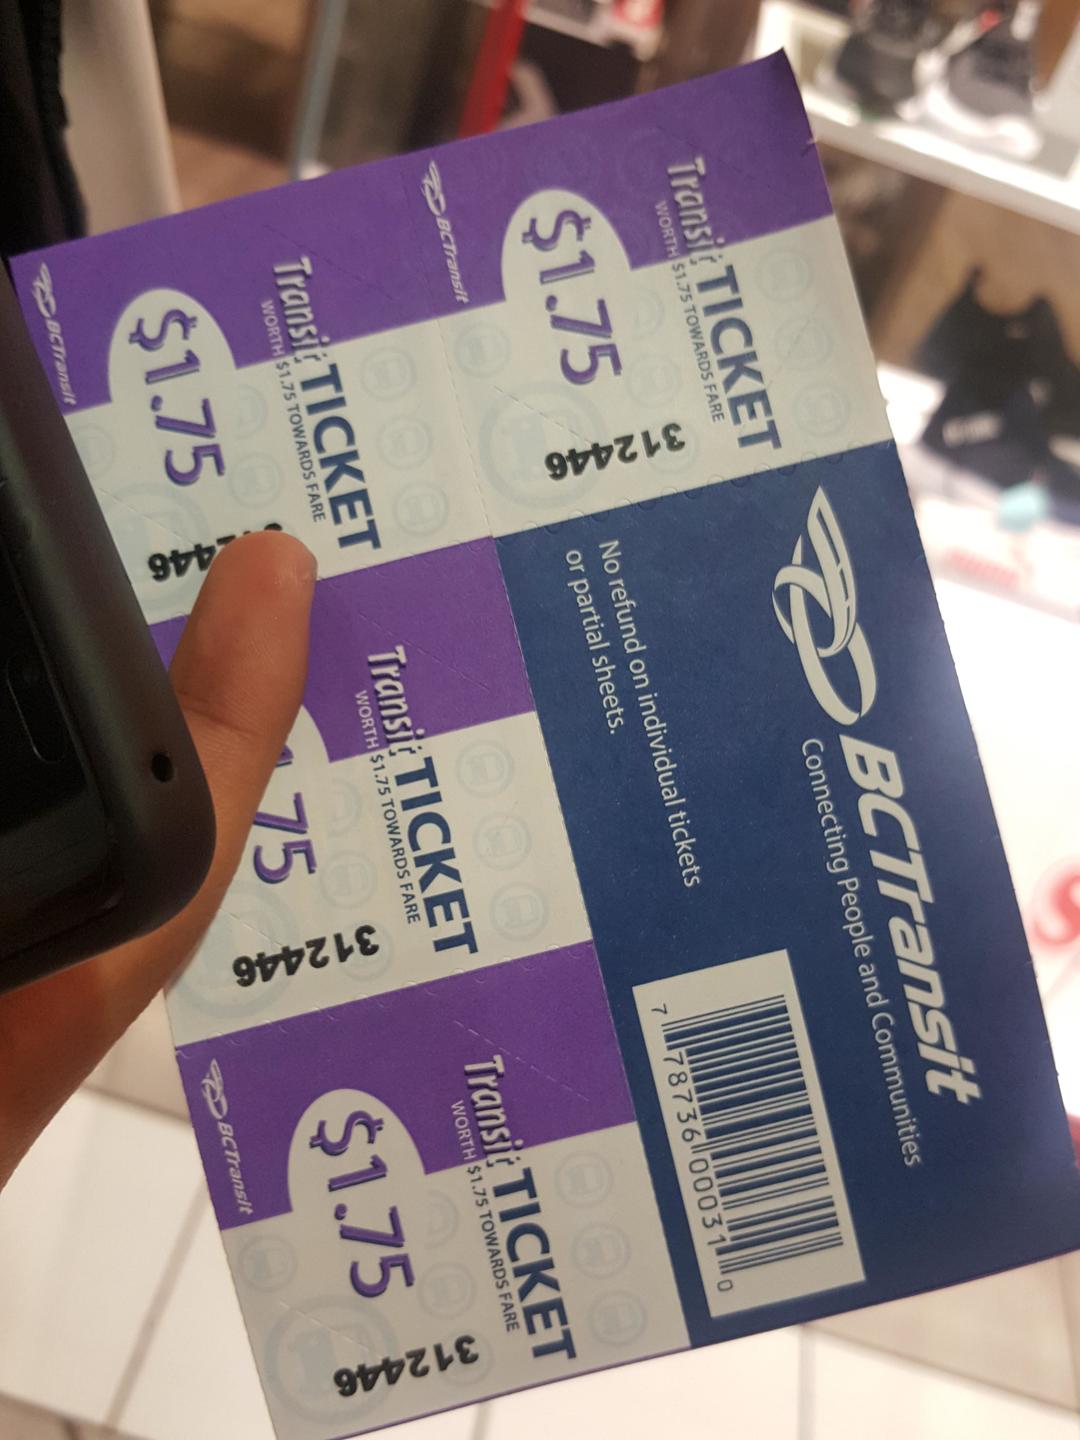 BCTransit
$1.75
Transit TICKET
WORTH $1.75 TOWARDS FARE
312446
BCTransit
$1.75
Transit TICKET
WORTH $1.75 TOWARDS FARE
2446
75
Transit TICKET
WORTH $1.75 TOWARDS FARE
312446
BCTransit
$1.75
Transit TICKET
WORTH $1.75 TOWARDS FARE
312446
BCTransit
Connecting People and Communities
No refund on individual tickets
or partial sheets.
7 78736 00031 0